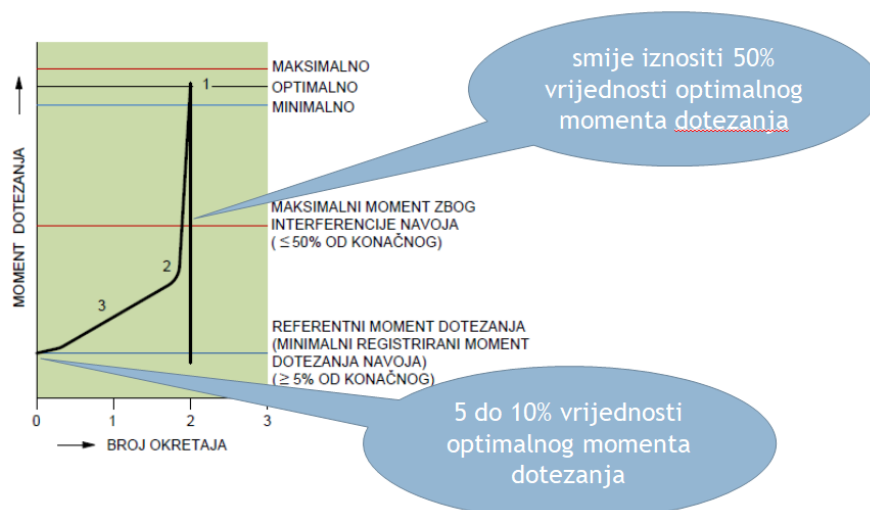 MAKSIMALNO
OPTIMALNO
MINIMALNO
1
smije iznositi 50%
vrijednosti optimalnog
momenta dotezanja
MOMENT DOTEZANJA
MAKSIMALNI MOMENT ZBOG
INTERFERENCIJE NAVOJA
( ≤50% OD KONAČNOG)
2
3
REFERENTNI MOMENT DOTEZANJA
(MINIMALNI REGISTRIRANI MOMENT
DOTEZANJA NAVOJA)
(≥ 5% OD KONAČNOG)
0 1 2 3
BROJ OKRETAJA
5 do 10% vrijednosti
optimalnog momenta
dotezanja